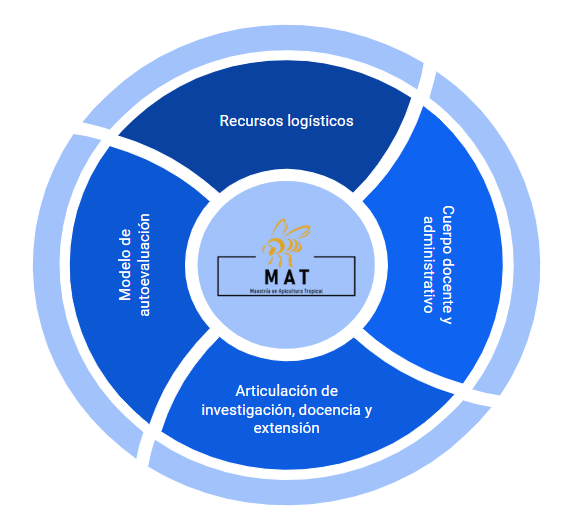 Recursos logísticos
Cuerpo docente y
administrativo
Articulación de
investigación, docencia y
extensión
Modelo de
autoevaluación
MAT
Maestría en Apicultura Tropical